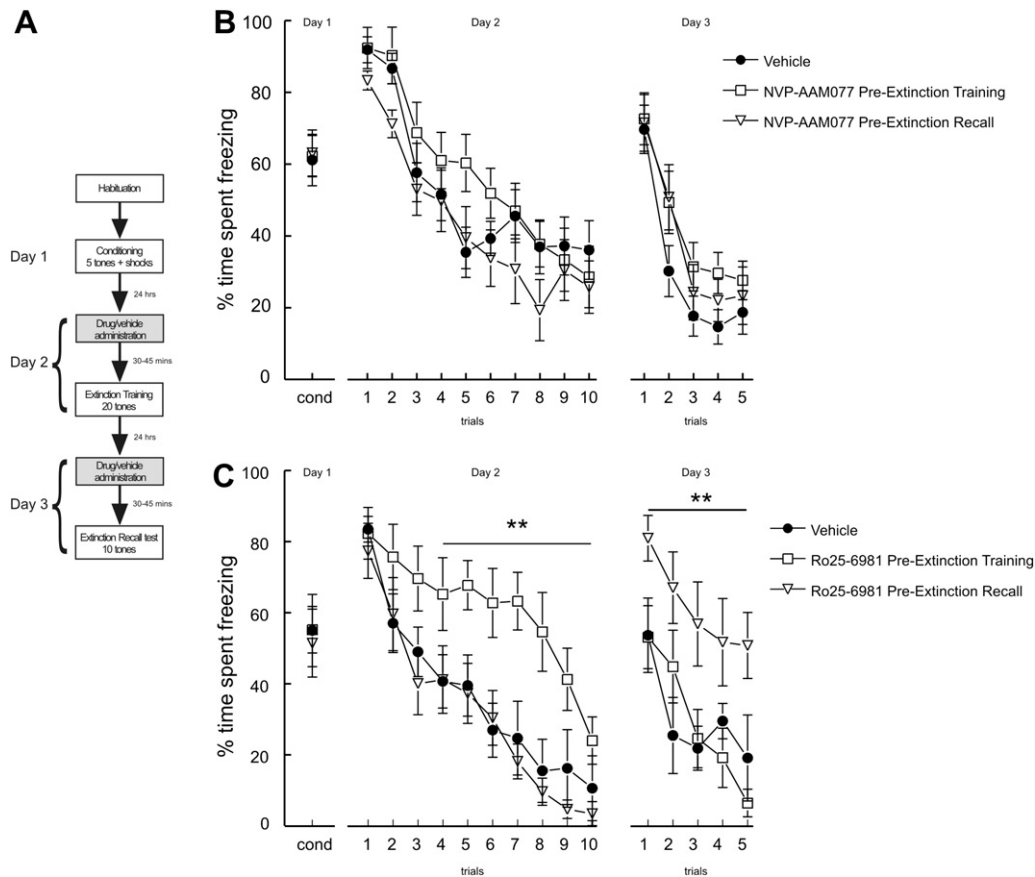 A
Habituation
Day 1
Conditioning
5 tones + shocks
24 hrs
Drug/vehicle
administration
Day 2
30-45 mins
Extinction Training
20 tones
24 hrs
Drug/vehicle
administration
Day 3
30-45 mins
Extinction Recall test
10 tones
B
Day 1
Day 2
Day 3
% time spent freezing
100
80
60
40
20
0
cond
1 2 3 4 5 6 7 8 9 10
trials
1 2 3 4 5
trials
Vehicle
NVP-AAM077 Pre-Extinction Training
NVP-AAM077 Pre-Extinction Recall
C
Day 1
Day 2
Day 3
**
**
% time spent freezing
100
80
60
40
20
0
cond
1 2 3 4 5 6 7 8 9 10
trials
1 2 3 4 5
trials
Vehicle
Ro25-6981 Pre-Extinction Training
Ro25-6981 Pre-Extinction Recall